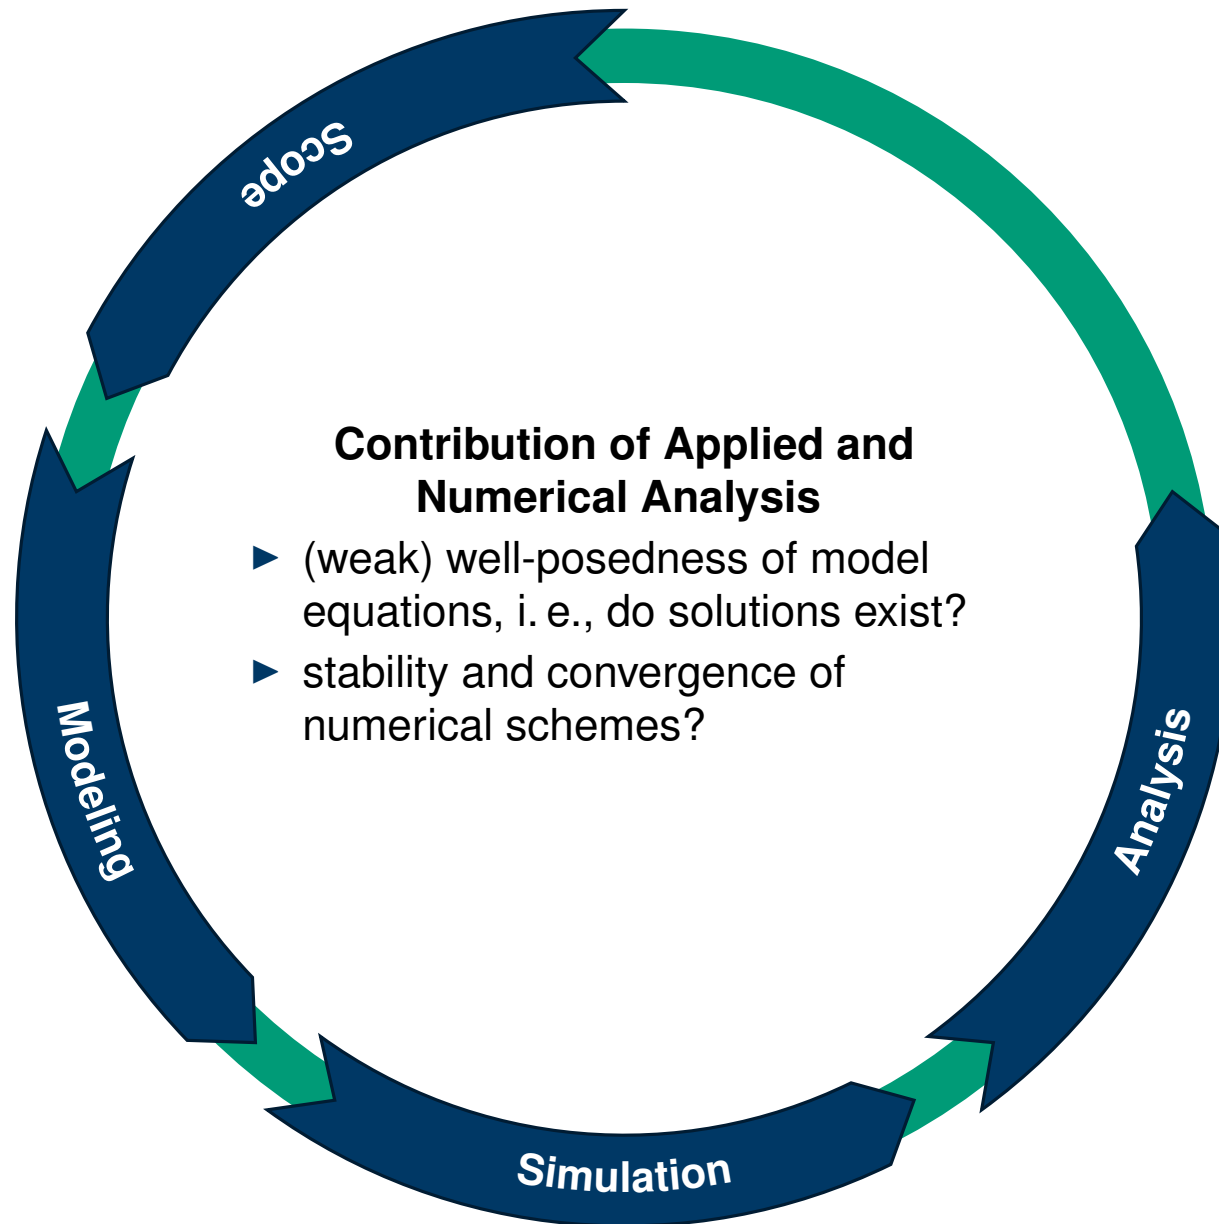 Scope
Contribution of Applied and
Numerical Analysis
(weak) well-posedness of model
equations, i. e., do solutions exist?
stability and convergence of
numerical schemes?
Modeling
Analysis
Simulation